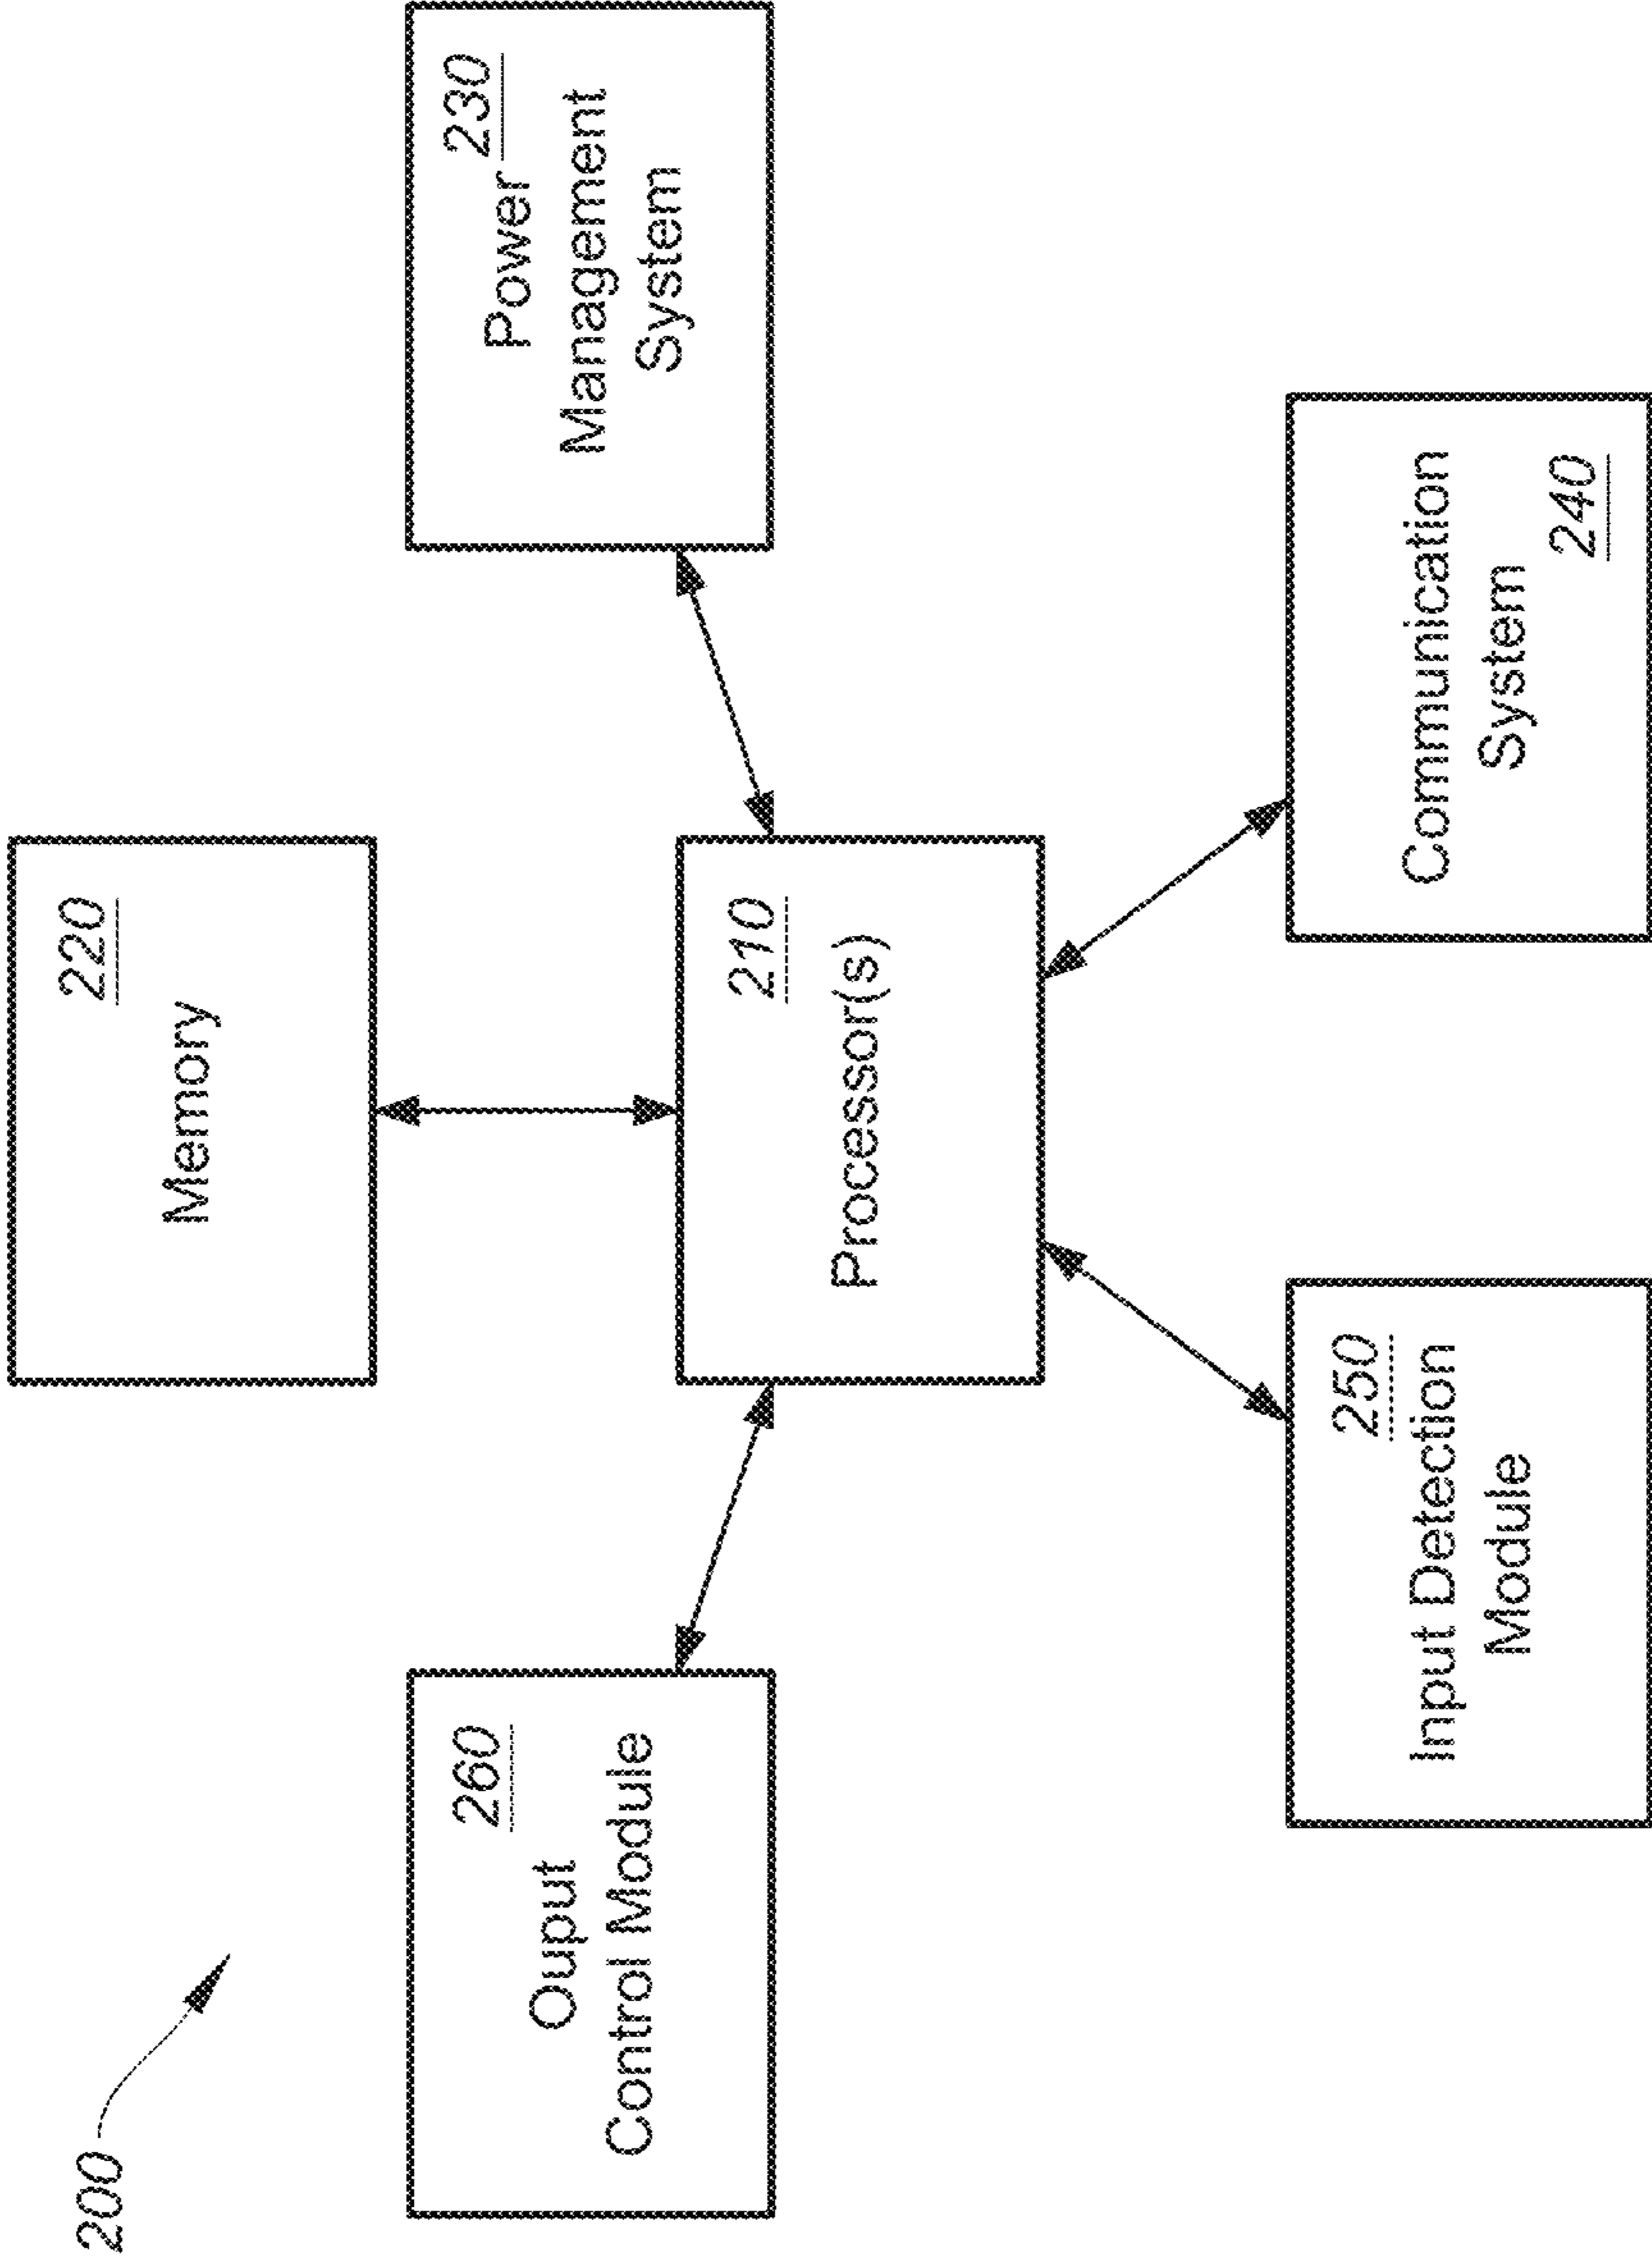 200
220
Memory
260
Ouput
Control Module
210
Processor(s)
230
Power
Management
System
250
Input Detection
Module
Communication
System
240